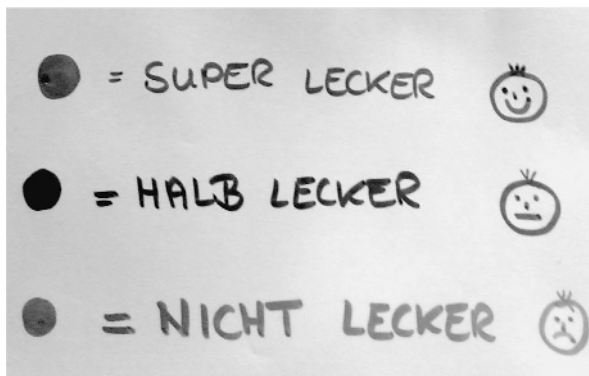 = SUPER LECKER
= HALB LECKER
= NICHT LECKER